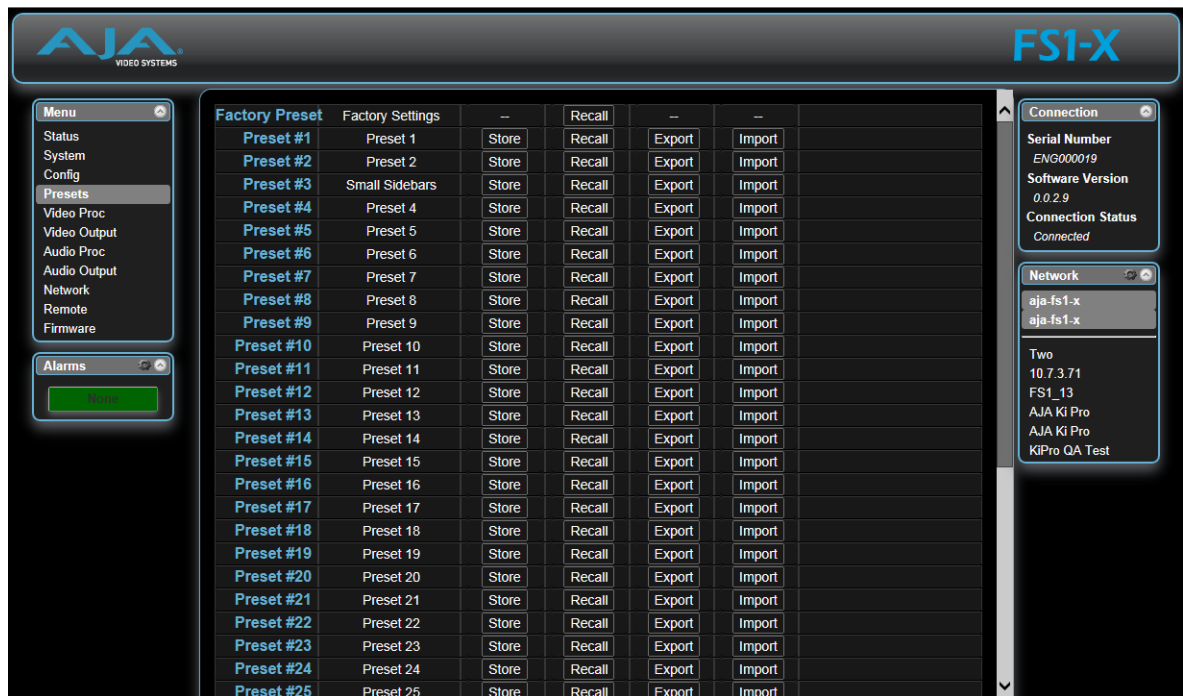 AJA
VIDEO SYSTEMS
FS1-X
Menu
Status
System
Config
Presets
Video Proc
Video Output
Audio Proc
Audio Output
Network
Remote
Firmware
Alarms
None
Factory Preset Factory Settings -- Recall -- --
Preset #1 Preset 1 Store Recall Export Import
Preset #2 Preset 2 Store Recall Export Import
Preset #3 Small Sidebars Store Recall Export Import
Preset #4 Preset 4 Store Recall Export Import
Preset #5 Preset 5 Store Recall Export Import
Preset #6 Preset 6 Store Recall Export Import
Preset #7 Preset 7 Store Recall Export Import
Preset #8 Preset 8 Store Recall Export Import
Preset #9 Preset 9 Store Recall Export Import
Preset #10 Preset 10 Store Recall Export Import
Preset #11 Preset 11 Store Recall Export Import
Preset #12 Preset 12 Store Recall Export Import
Preset #13 Preset 13 Store Recall Export Import
Preset #14 Preset 14 Store Recall Export Import
Preset #15 Preset 15 Store Recall Export Import
Preset #16 Preset 16 Store Recall Export Import
Preset #17 Preset 17 Store Recall Export Import
Preset #18 Preset 18 Store Recall Export Import
Preset #19 Preset 19 Store Recall Export Import
Preset #20 Preset 20 Store Recall Export Import
Preset #21 Preset 21 Store Recall Export Import
Preset #22 Preset 22 Store Recall Export Import
Preset #23 Preset 23 Store Recall Export Import
Preset #24 Preset 24 Store Recall Export Import
Preset #25 Preset 25 Store Recall Export Import
Connection
Serial Number
ENG000019
Software Version
0.0.2.9
Connection Status
Connected
Network
aja-fs1-x
aja-fs1-x
Two
10.7.3.71
FS1_13
AJA Ki Pro
AJA Ki Pro
KiPro QA Test